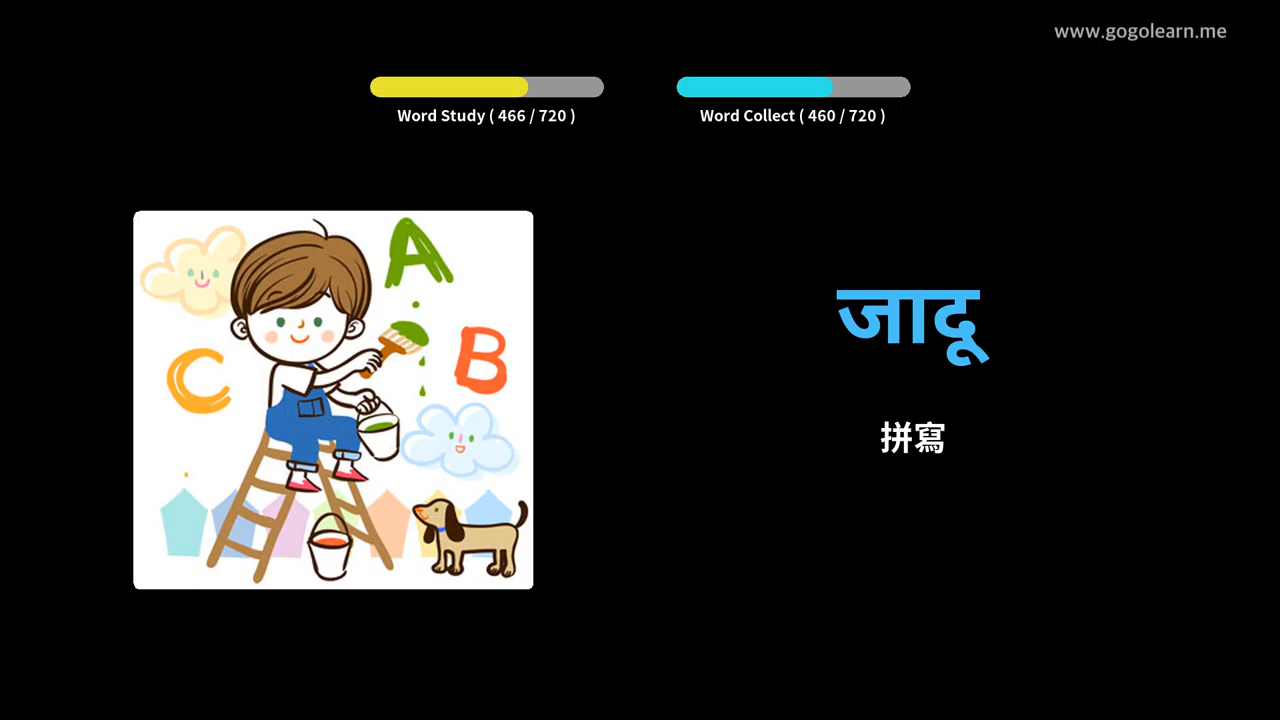 www.gogolearn.me
Word Study ( 466 / 720 )
Word Collect ( 460 / 720 )
A
B
C
जादू
拼寫